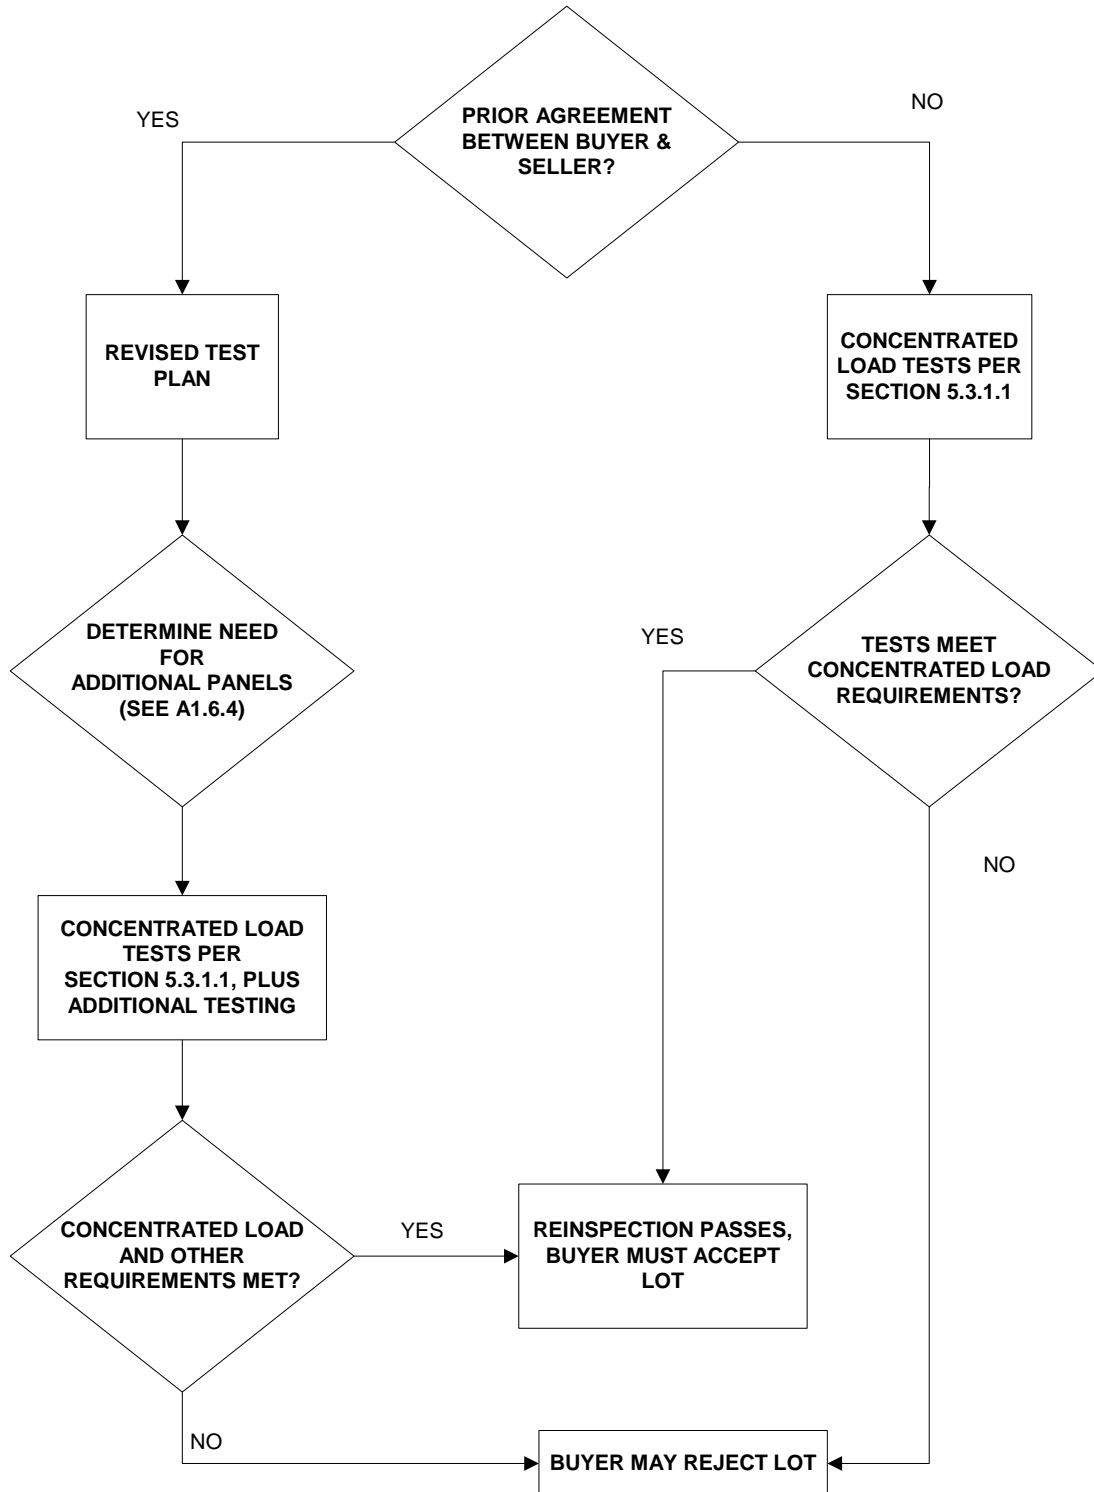 YES
PRIOR AGREEMENT
BETWEEN BUYER &
SELLER?
NO
REVISED TEST
PLAN
CONCENTRATED
LOAD TESTS PER
SECTION 5.3.1.1
DETERMINE NEED
FOR
ADDITIONAL PANELS
(SEE A1.6.4)
YES
TESTS MEET
CONCENTRATED LOAD
REQUIREMENTS?
NO
CONCENTRATED LOAD
TESTS PER
SECTION 5.3.1.1, PLUS
ADDITIONAL TESTING
CONCENTRATED LOAD
AND OTHER
REQUIREMENTS MET?
YES
REINSPECTION PASSES,
BUYER MUST ACCEPT
LOT
NO
BUYER MAY REJECT LOT